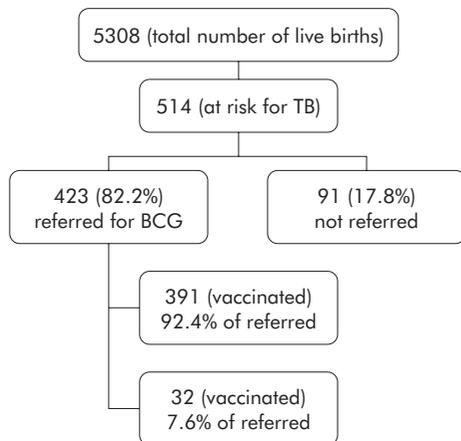 5308 (total number of live births)
514 (at risk for TB)
423 (82.2%)
referred for BCG
91 (17.8%)
not referred
391 (vaccinated)
92.4% of referred
32 (vaccinated)
7.6% of referred